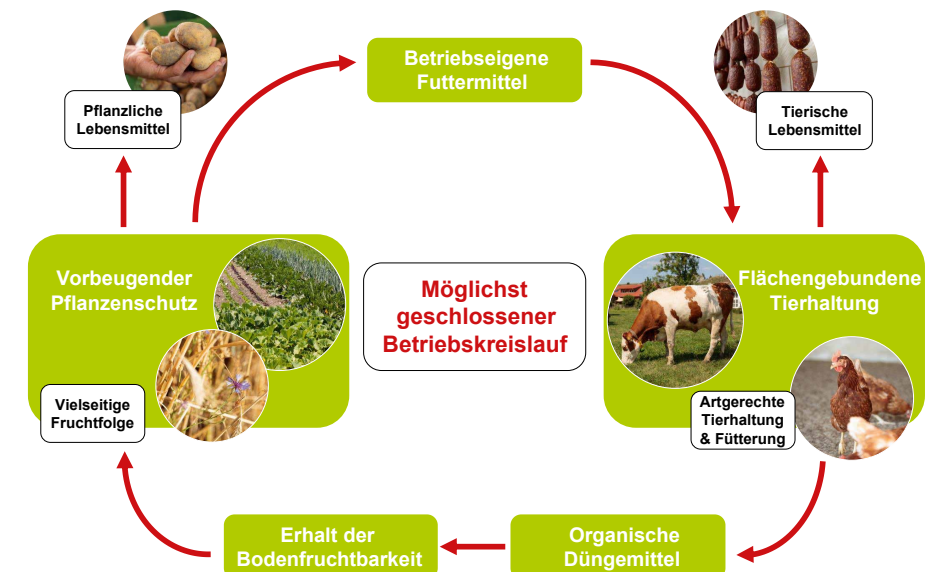 Betriebseigene
Futtermittel
Pflanzliche
Lebensmittel
Tierische
Lebensmittel
Vorbeugender
Pflanzenschutz
Möglichst
geschlossener
Betriebskreislauf
Flächengebundene
Tierhaltung
Vielseitige
Fruchtfolge
Artgerechte
Tierhaltung
& Fütterung
Erhalt der
Bodenfruchtbarkeit
Organische
Düngemittel